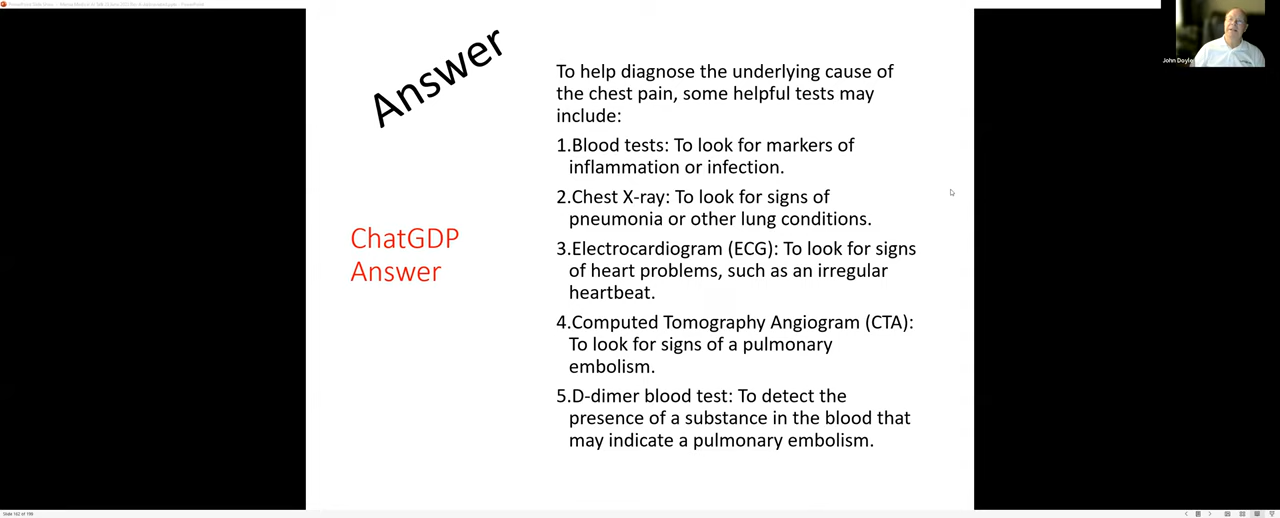 Answer
To help diagnose the underlying cause of
the chest pain, some helpful tests may
include:
1.Blood tests: To look for markers of
inflammation or infection.
2.Chest X-ray: To look for signs of
pneumonia or other lung conditions.
3.Electrocardiogram (ECG): To look for signs
of heart problems, such as an irregular
heartbeat.
4.Computed Tomography Angiogram (CTA):
To look for signs of a pulmonary
embolism.
5.D-dimer blood test: To detect the
presence of a substance in the blood that
may indicate a pulmonary embolism.
ChatGDP
Answer
John Doyle
Slide 162 of 199